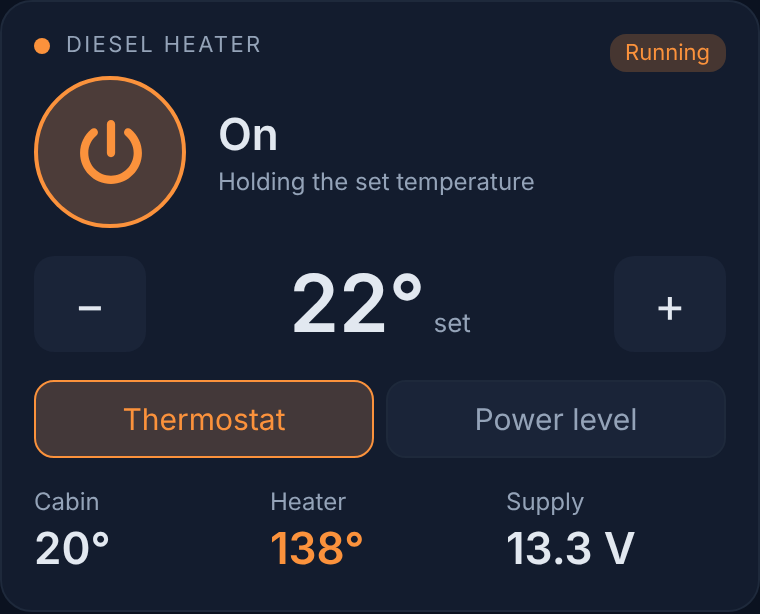 DIESEL HEATER
Running
On
Holding the set temperature
− 22° set +
Thermostat Power level
Cabin Heater Supply
20° 138° 13.3 V